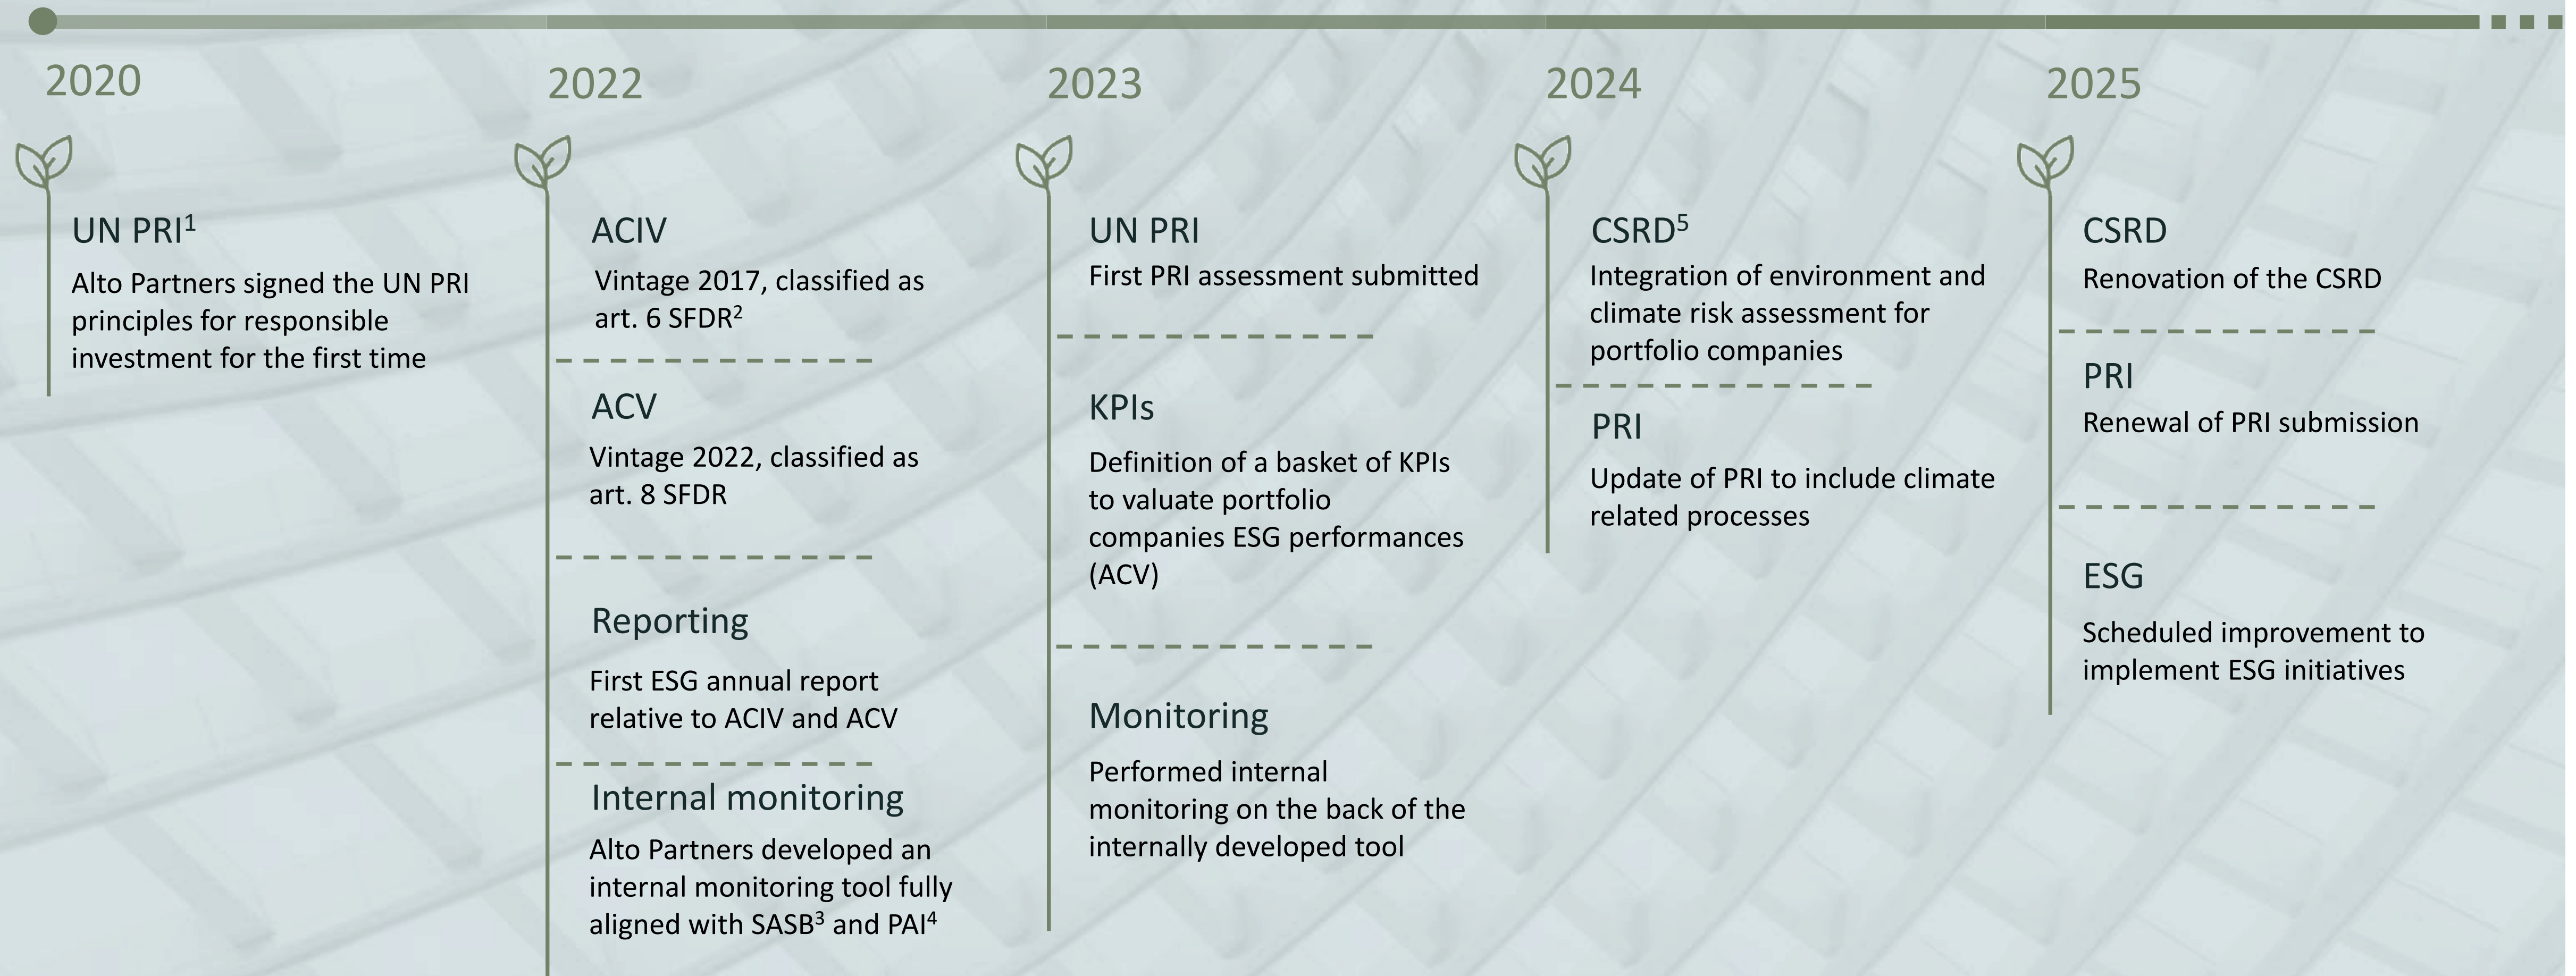 2020
UN PRI¹
Alto Partners signed the UN PRI
principles for responsible
investment for the first time
2022
ACIV
Vintage 2017, classified as
art. 6 SFDR²
ACV
Vintage 2022, classified as
art. 8 SFDR
Reporting
First ESG annual report
relative to ACIV and ACV
Internal monitoring
Alto Partners developed an
internal monitoring tool fully
aligned with SASB³ and PAI⁴
2023
UN PRI
First PRI assessment submitted
KPIs
Definition of a basket of KPIs
to valuate portfolio
companies ESG performances
(ACV)
Monitoring
Performed internal
monitoring on the back of the
internally developed tool
2024
CSRD⁵
Integration of environment and
climate risk assessment for
portfolio companies
PRI
Update of PRI to include climate
related processes
2025
CSRD
Renovation of the CSRD
PRI
Renewal of PRI submission
ESG
Scheduled improvement to
implement ESG initiatives